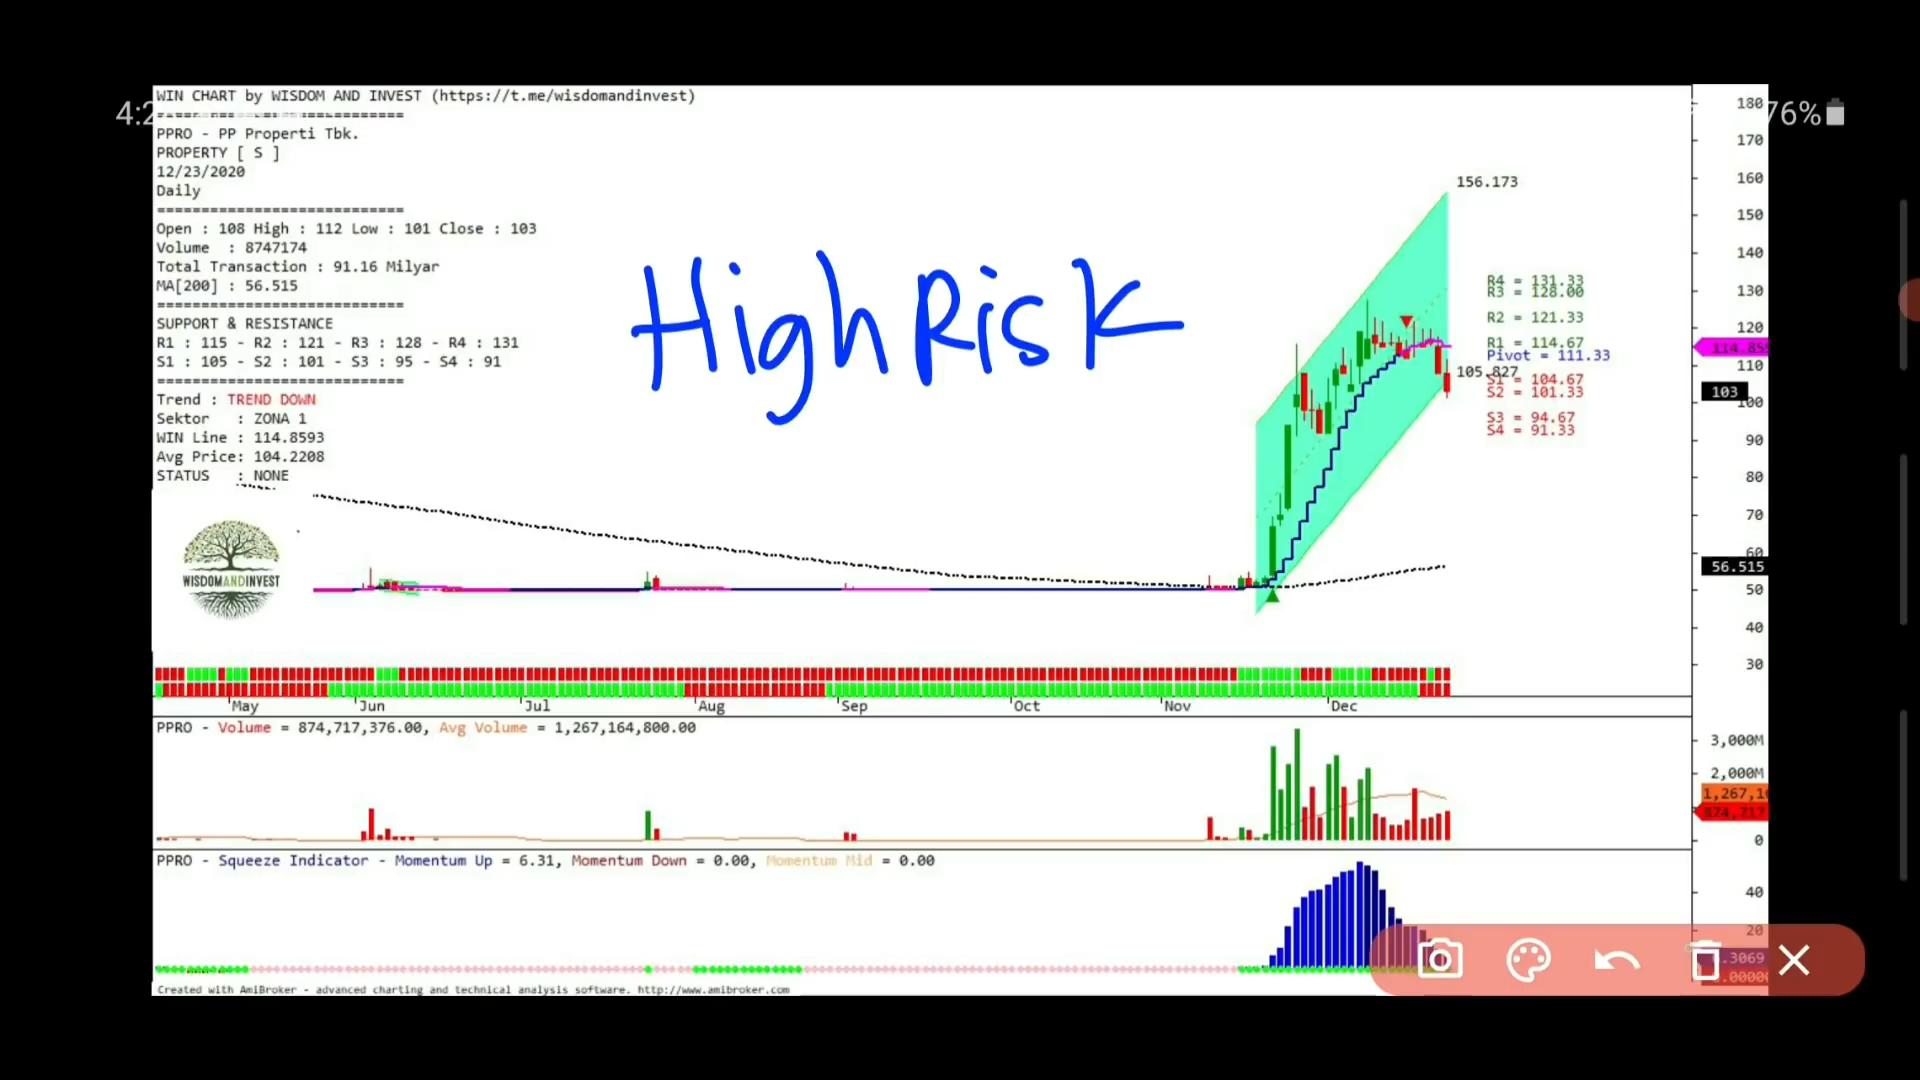 WIN CHART by WISDOM AND INVEST (https://t.me/wisdomandinvest)
PPRO - PP Properti Tbk.
PROPERTY [ S ]
12/23/2020
Daily
Open : 108 High : 112 Low : 101 Close : 103
Volume : 8747174
Total Transaction : 91.16 Milyar
MA[200] : 56.515
SUPPORT & RESISTANCE
R1 : 115 - R2 : 121 - R3 : 128 - R4 : 131
S1 : 105 - S2 : 101 - S3 : 95 - S4 : 91
Trend : TREND DOWN
Sektor : ZONA 1
WIN Line : 114.8593
Avg Price: 104.2208
STATUS : NONE
WISDOMANDINVEST
High Risk
76%
156.173
R4 = 131.33
R3 = 128.00
R2 = 121.33
R1 = 114.67
Pivot = 111.33
105.827
S1 = 104.67
S2 = 101.33
S3 = 94.67
S4 = 91.33
180
170
160
150
140
130
120
114.859
110
103
100
90
80
70
60
56.515
50
40
30
May Jun Jul Aug Sep Oct Nov Dec
PPRO - Volume = 874,717,376.00, Avg Volume = 1,267,164,800.00
3,000M
2,000M
1,267,16
874,717
0
PPRO - Squeeze Indicator - Momentum Up = 6.31, Momentum Down = 0.00, Momentum Mid = 0.00
40
20
Created with AmiBroker - advanced charting and technical analysis software. http://www.amibroker.com